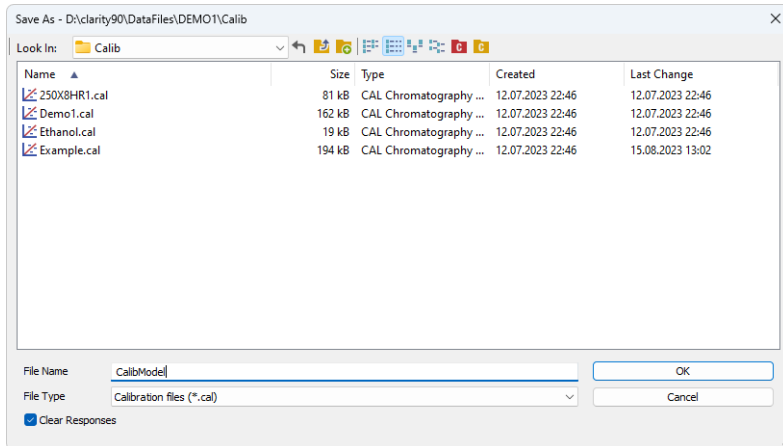 Save As - D:\clarity90\DataFiles\DEMO1\Calib
Look In: Calib
Name Size Type Created Last Change
250X8HR1.cal 81 kB CAL Chromatography ... 12.07.2023 22:46 12.07.2023 22:46
Demo1.cal 162 kB CAL Chromatography ... 12.07.2023 22:46 12.07.2023 22:46
Ethanol.cal 19 kB CAL Chromatography ... 12.07.2023 22:46 12.07.2023 22:46
Example.cal 194 kB CAL Chromatography ... 12.07.2023 22:46 15.08.2023 13:02
File Name CalibModel OK
File Type Calibration files (*.cal) Cancel
Clear Responses